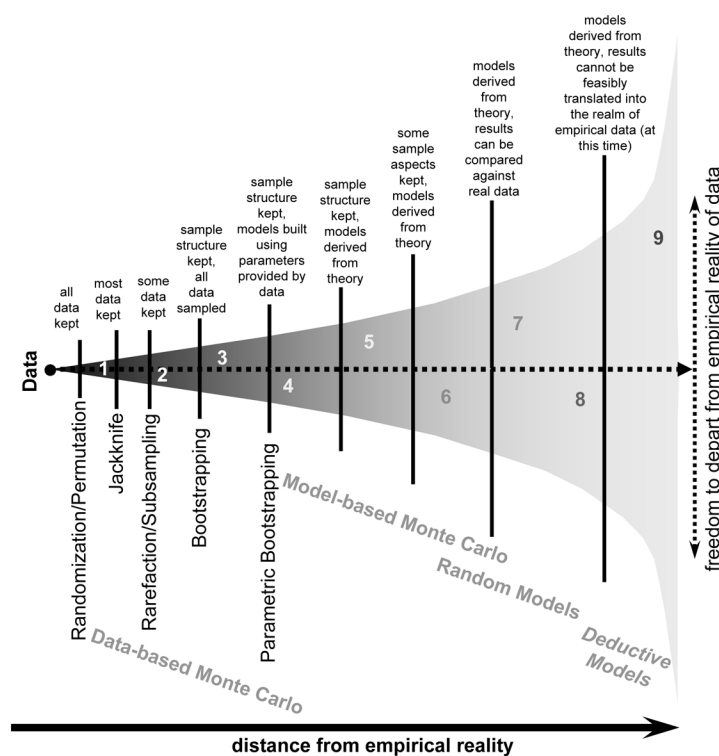 all
data
kept
most
data
kept
some
data
kept
sample
structure
kept,
all
data
sampled
sample
structure
kept,
models built
using
parameters
provided by
data
sample
structure
kept,
models
derived
from
theory
some
sample
aspects
kept,
models
derived
from
theory
models
derived
from
theory,
results
can be
compared
against
real data
models
derived from
theory, results
cannot be
feasibly
translated into
the realm of
empirical data (at
this time)
Data
1
2
3
4
5
6
7
8
9
freedom to depart from empirical reality of data
Randomization/Permutation
Jackknife
Rarefaction/Subsampling
Bootstrapping
Parametric Bootstrapping
Data-based Monte Carlo
Model-based Monte Carlo
Random Models
Deductive
Models
distance from empirical reality